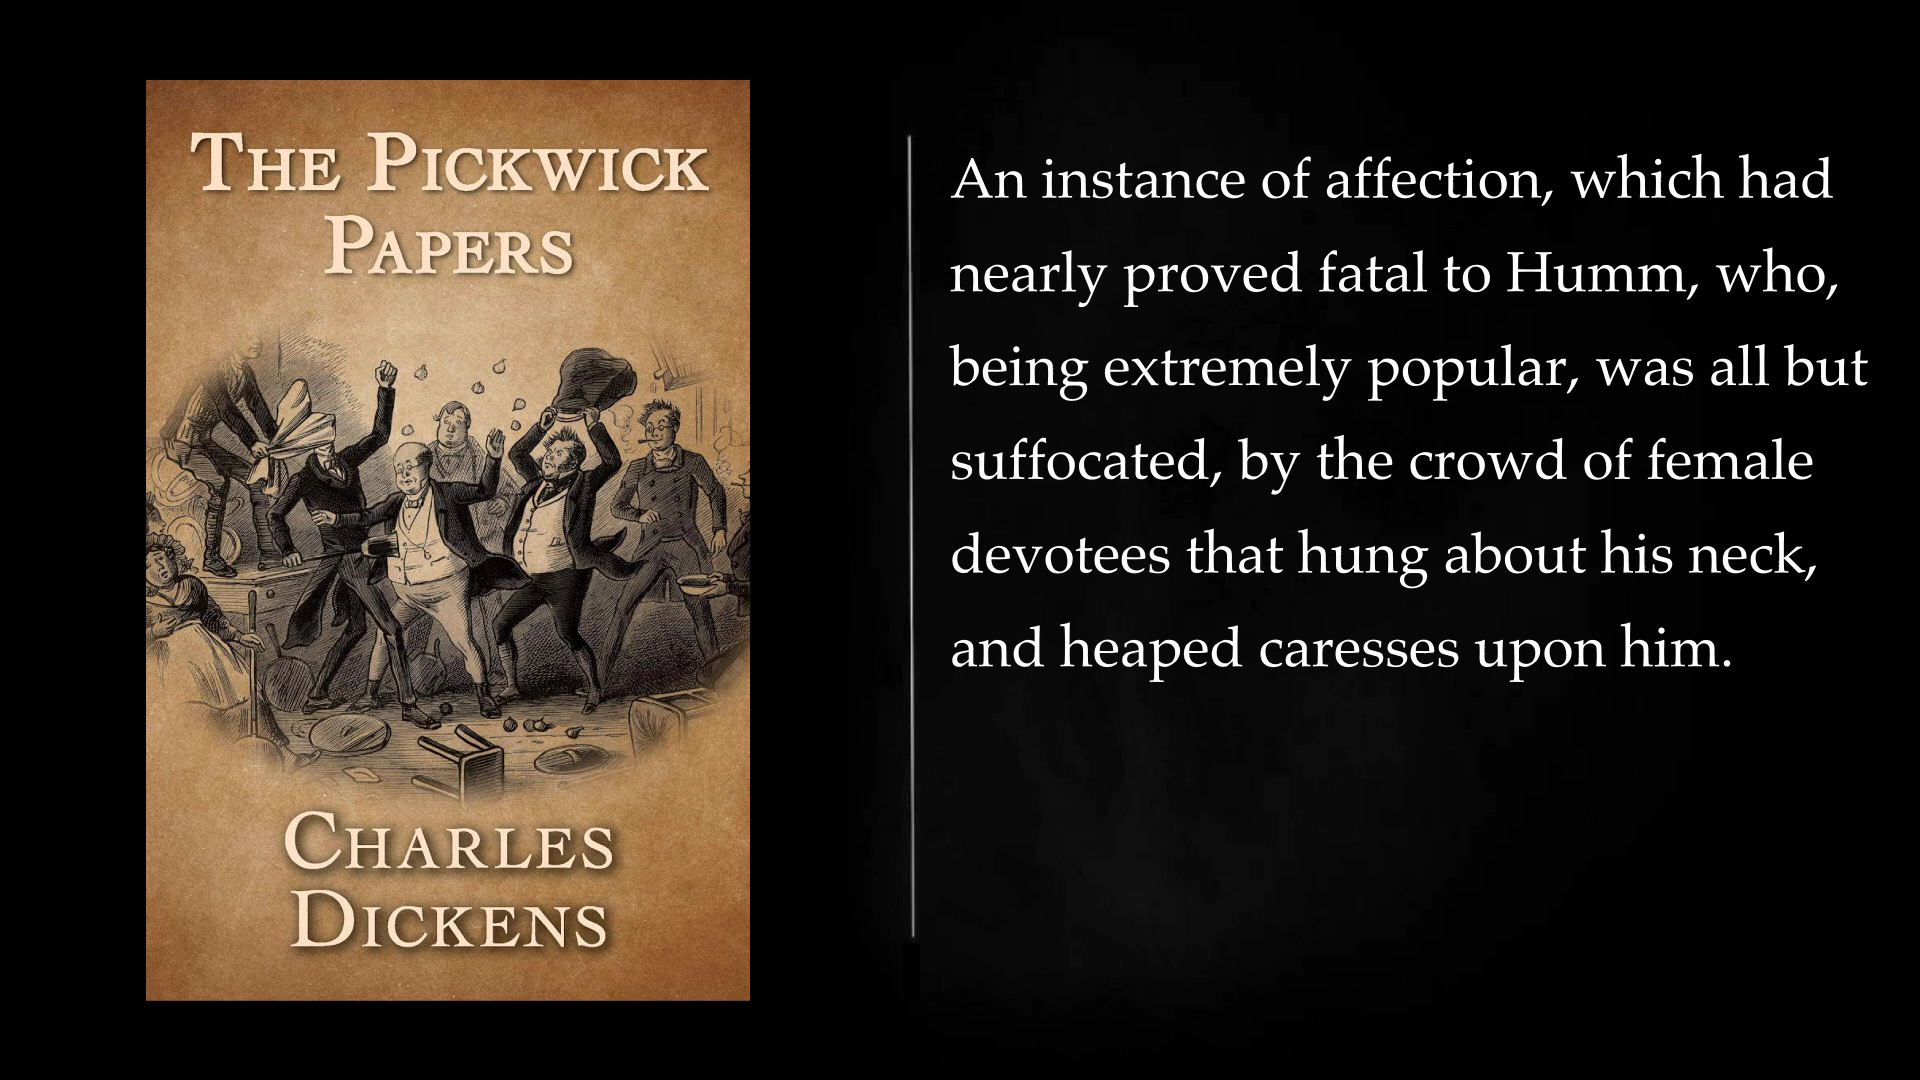 THE PICKWICK
PAPERS
CHARLES
DICKENS
An instance of affection, which had
nearly proved fatal to Humm, who,
being extremely popular, was all but
suffocated, by the crowd of female
devotees that hung about his neck,
and heaped caresses upon him.